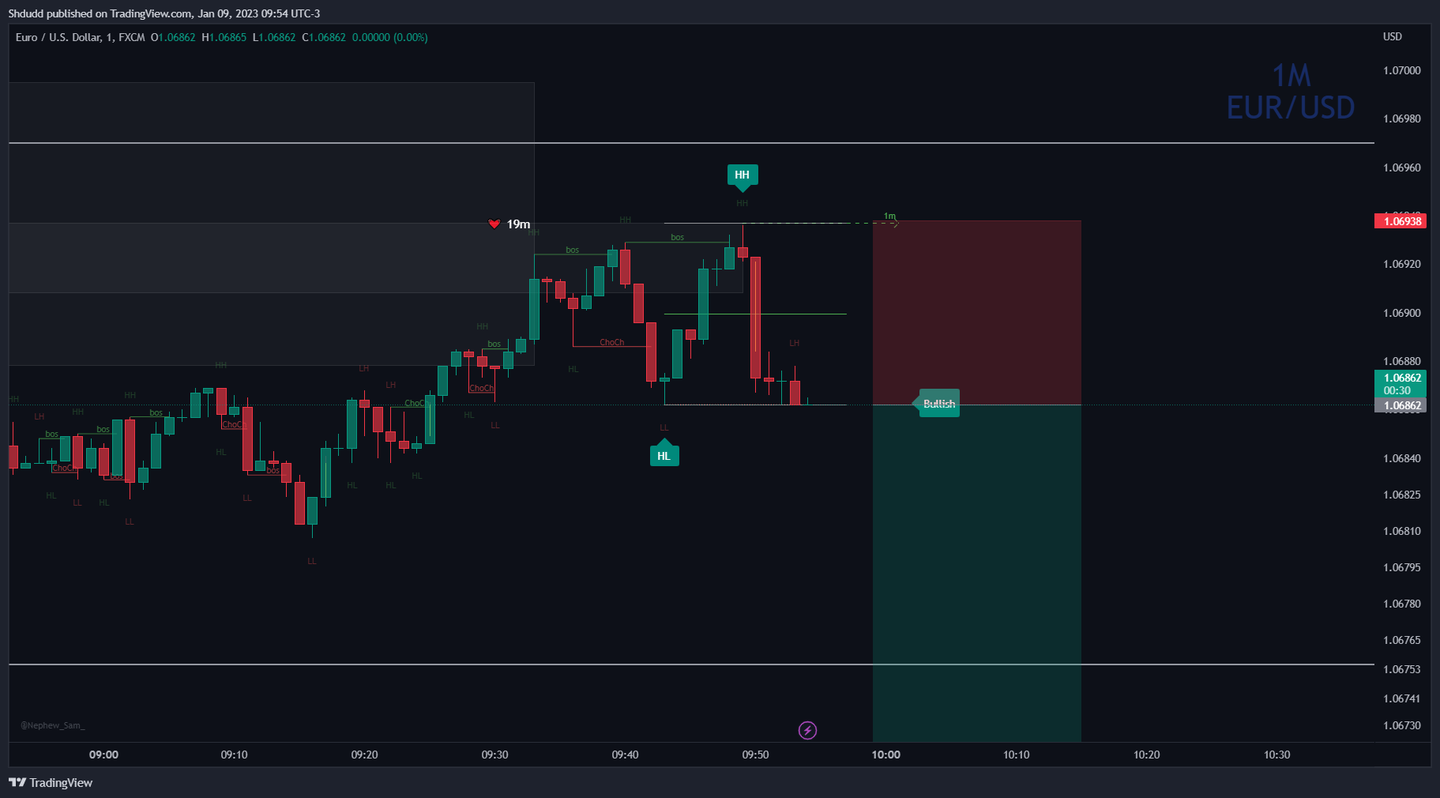 Shdudd published on TradingView.com, Jan 09, 2023 09:54 UTC-3
Euro / U.S. Dollar, 1, FXCM O1.06862 H1.06865 L1.06862 C1.06862 0.00000 (0.00%)
USD
1M
EUR/USD
1.07000
1.06980
1.06960
1.06938
1.06920
1.06900
1.06880
1.06862
00:30
1.06862
1.06840
1.06825
1.06810
1.06795
1.06780
1.06765
1.06753
1.06741
1.06730
HH
HH
19m
HH
HH
1m
bos
bos
HH
bos
ChoCh
LH
HL
HH
LH
LH
ChoCh
HL
LL
ChoCh
Bullish
HH
LH
HH
HH
bos
bos
bos
ChoCh
ChoCh
bos
HL
LL
HL
LL
HL
LL
LL
HL
HL
HL
LL
HL
@Nephew_Sam_
09:00
09:10
09:20
09:30
09:40
09:50
10:00
10:10
10:20
10:30
TradingView